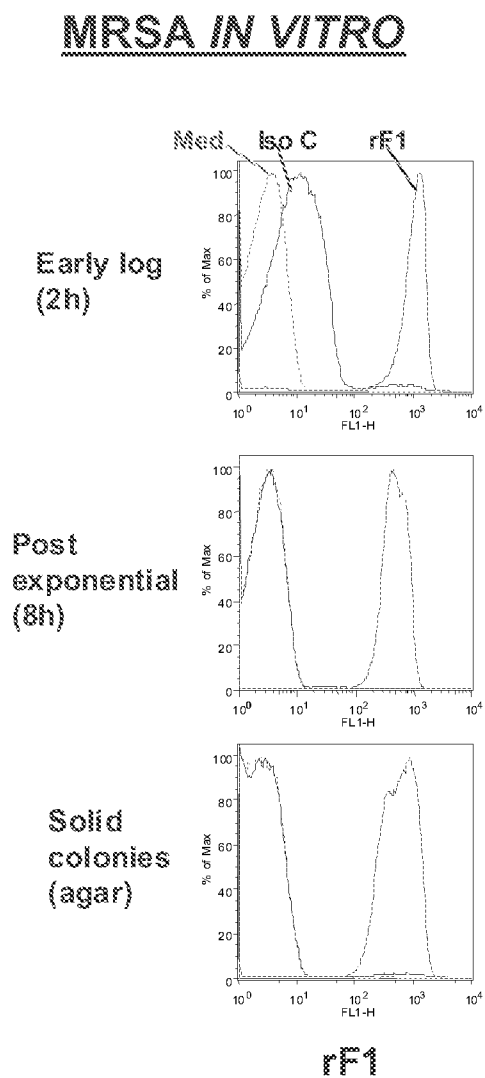 MRSA IN VITRO
Med Iso C rF1
Early log
(2h)
% of Max
100
80
60
40
20
0
10^0 10^1 10^2 10^3 10^4
FL1-H
Post
exponential
(8h)
% of Max
100
80
60
40
20
0
10^0 10^1 10^2 10^3 10^4
FL1-H
Solid
colonies
(agar)
% of Max
100
80
60
40
20
0
10^0 10^1 10^2 10^3 10^4
FL1-H
rF1